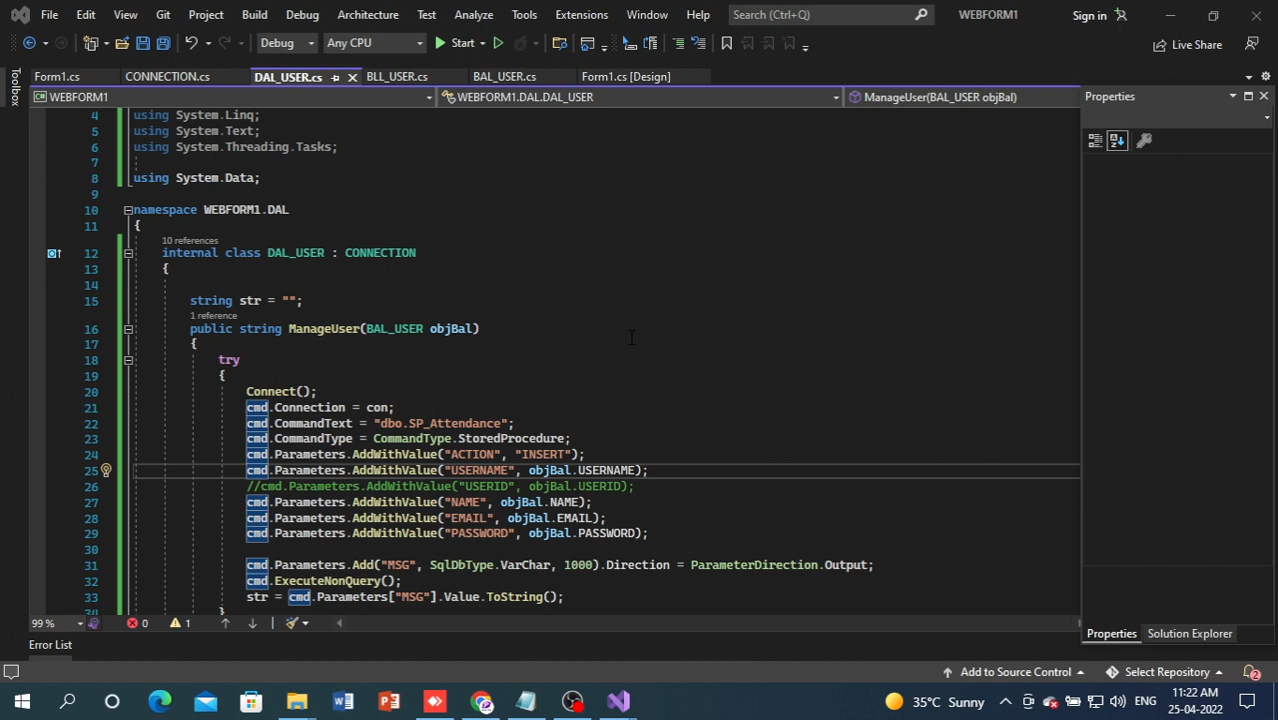 File Edit View Git Project Build Debug Architecture Test Analyze Tools Extensions Window Help Search (Ctrl+Q) WEBFORM1 Sign in
Debug Any CPU Start Live Share
Form1.cs CONNECTION.cs DAL_USER.cs BLL_USER.cs BAL_USER.cs Form1.cs [Design]
Toolbox
WEBFORM1 WEBFORM1.DAL.DAL_USER ManageUser(BAL_USER objBal) Properties
4 using System.Linq;
5 using System.Text;
6 using System.Threading.Tasks;
7
8 using System.Data;
9
10 namespace WEBFORM1.DAL
11 {
10 references
12 internal class DAL_USER : CONNECTION
13 {
14
15 string str = "";
1 reference
16 public string ManageUser(BAL_USER objBal)
17 {
18 try
19 {
20 Connect();
21 cmd.Connection = con;
22 cmd.CommandText = "dbo.SP_Attendance";
23 cmd.CommandType = CommandType.StoredProcedure;
24 cmd.Parameters.AddWithValue("ACTION", "INSERT");
25 cmd.Parameters.AddWithValue("USERNAME", objBal.USERNAME);
26 //cmd.Parameters.AddWithValue("USERID", objBal.USERID);
27 cmd.Parameters.AddWithValue("NAME", objBal.NAME);
28 cmd.Parameters.AddWithValue("EMAIL", objBal.EMAIL);
29 cmd.Parameters.AddWithValue("PASSWORD", objBal.PASSWORD);
30
31 cmd.Parameters.Add("MSG", SqlDbType.VarChar, 1000).Direction = ParameterDirection.Output;
32 cmd.ExecuteNonQuery();
33 str = cmd.Parameters["MSG"].Value.ToString();
34 }
99 % 0 1
Properties Solution Explorer
Error List
Add to Source Control Select Repository 2
35°C Sunny ENG 11:22 AM
25-04-2022